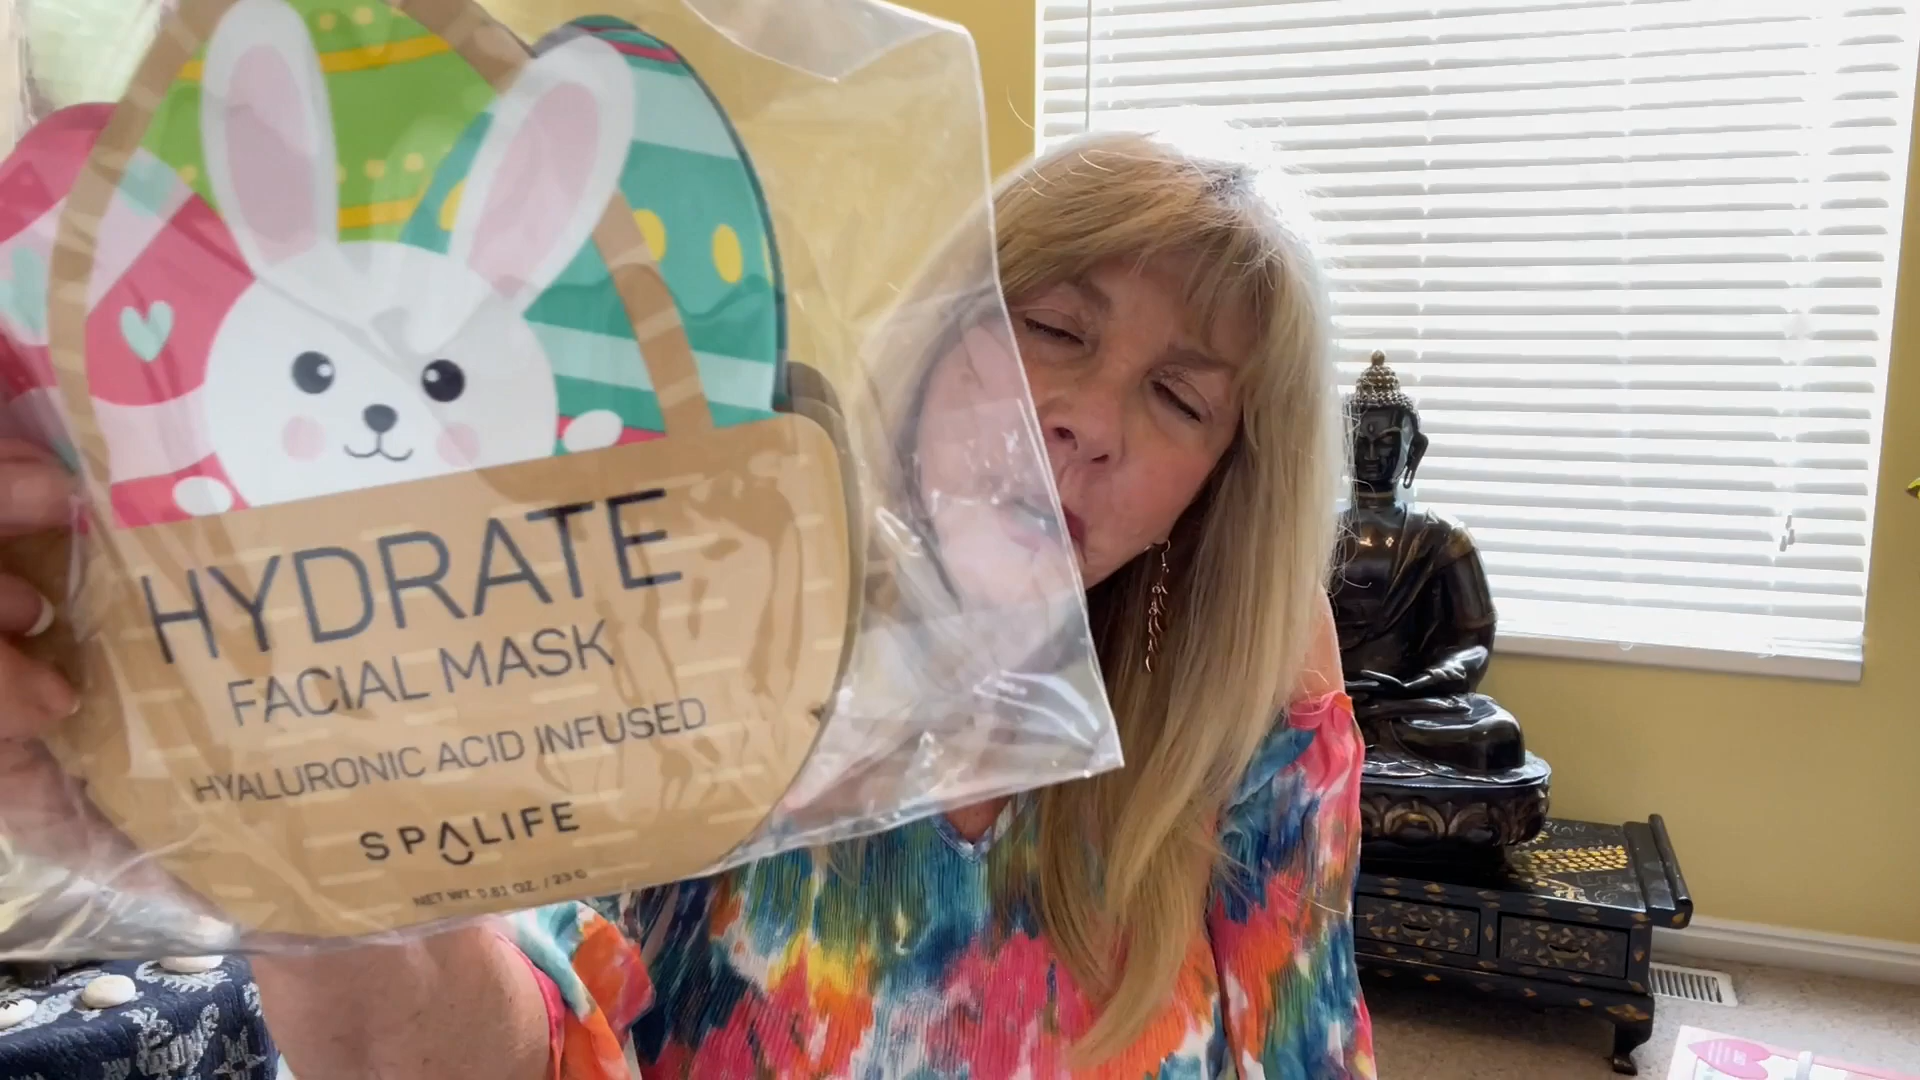 HYDRATE
FACIAL MASK
HYALURONIC ACID INFUSED
SPALIFE
NET WT. 0.81 OZ. / 23 G